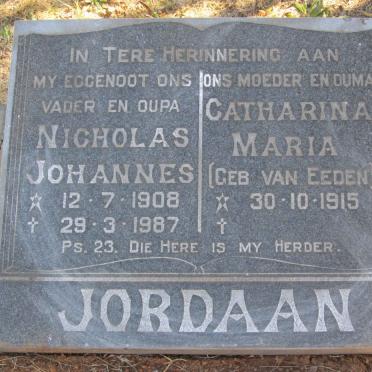 IN TERE HERINNERING AAN
MY EGGENOOT ONS
VADER EN OUPA
NICHOLAS
JOHANNES
☆ 12-7-1908
† 29-3-1987
ONS MOEDER EN OUMA
CATHARINA
MARIA
(GEB VAN EEDEN)
☆ 30-10-1915
†
PS. 23. DIE HERE IS MY HERDER.
JORDAAN